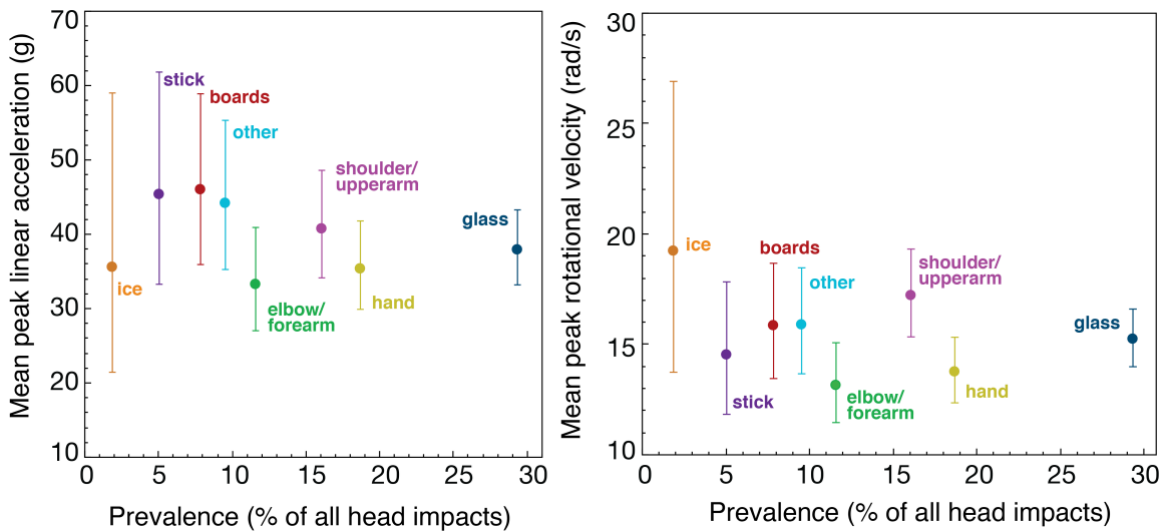 Mean peak linear acceleration (g)
70
60
50
40
30
20
10
stick
boards
other
shoulder/
upperarm
glass
ice
elbow/
forearm
hand
0
5
10
15
20
25
30
Prevalence (% of all head impacts)
Mean peak rotational velocity (rad/s)
30
25
20
15
10
ice
boards
other
shoulder/
upperarm
glass
stick
elbow/
forearm
hand
0
5
10
15
20
25
30
Prevalence (% of all head impacts)